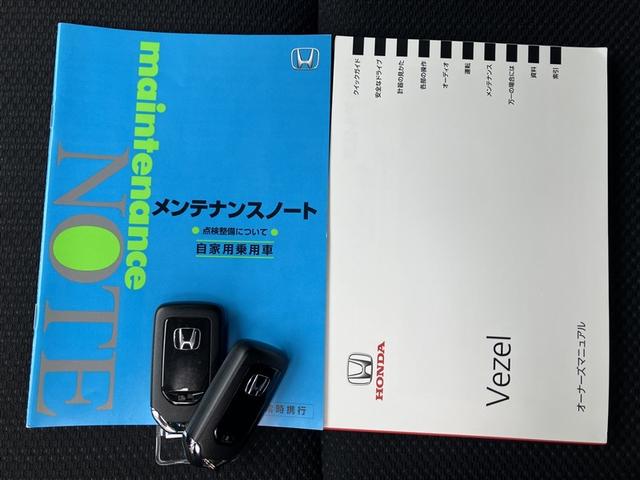 maintenance
NOTE
メンテナンスノート
点検整備について
自家用乗用車
時携行
クイックガイド
安全なドライブ
計器の見かた
各部の操作
オーディオ
運転
メンテナンス
万一の場合には
資料
索引
HONDA
Vezel
オーナーズマニュアル